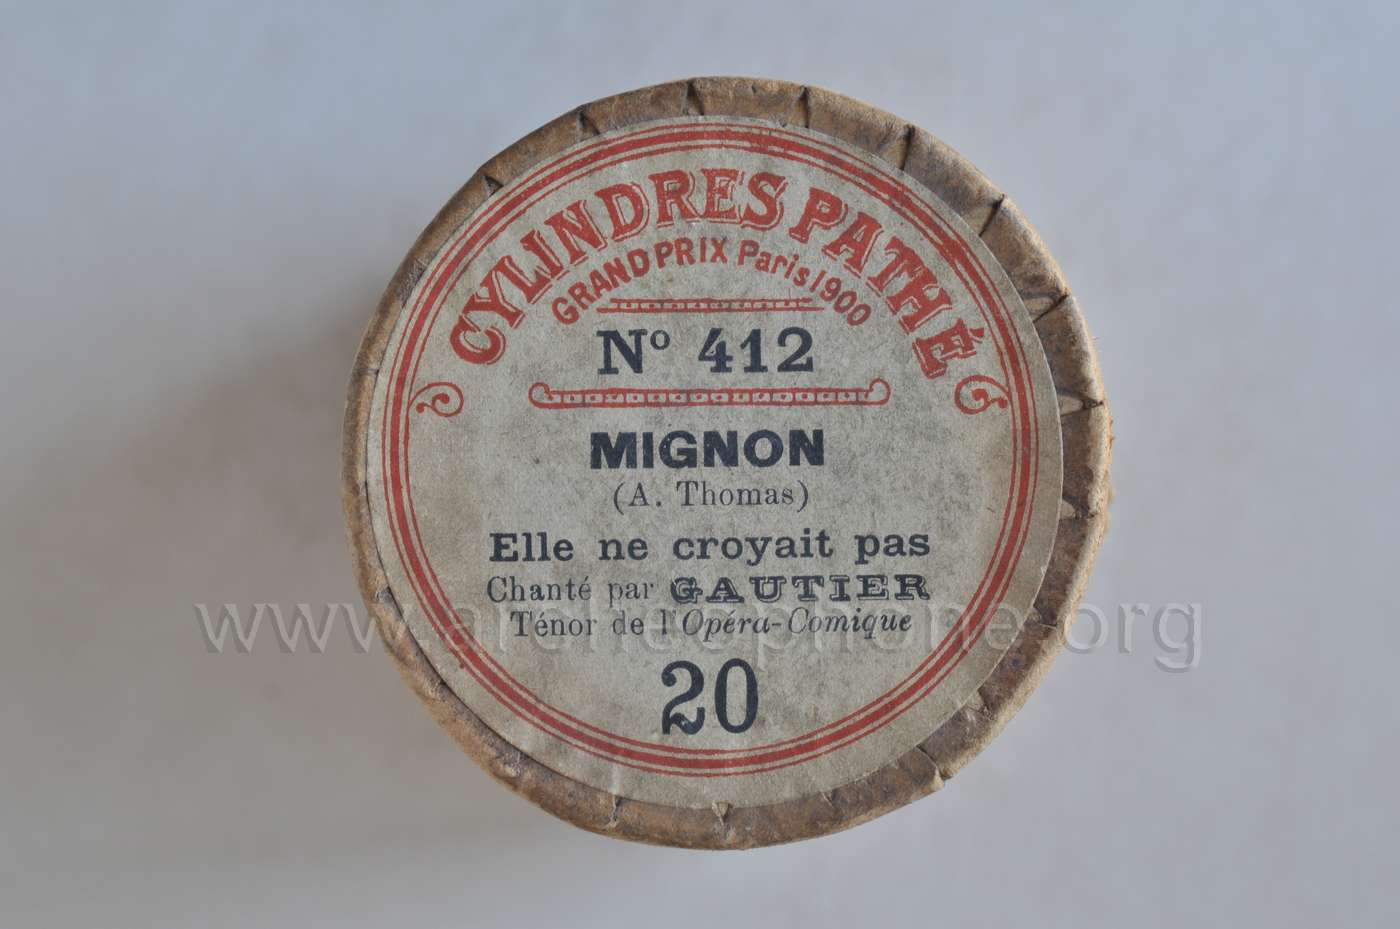 CYLINDRES PATHÉ
GRAND PRIX Paris 1900
Nº 412
MIGNON
(A. Thomas)
Elle ne croyait pas
Chanté par GAUTIER
Ténor de l'Opéra-Comique
www.archeophone.org
20